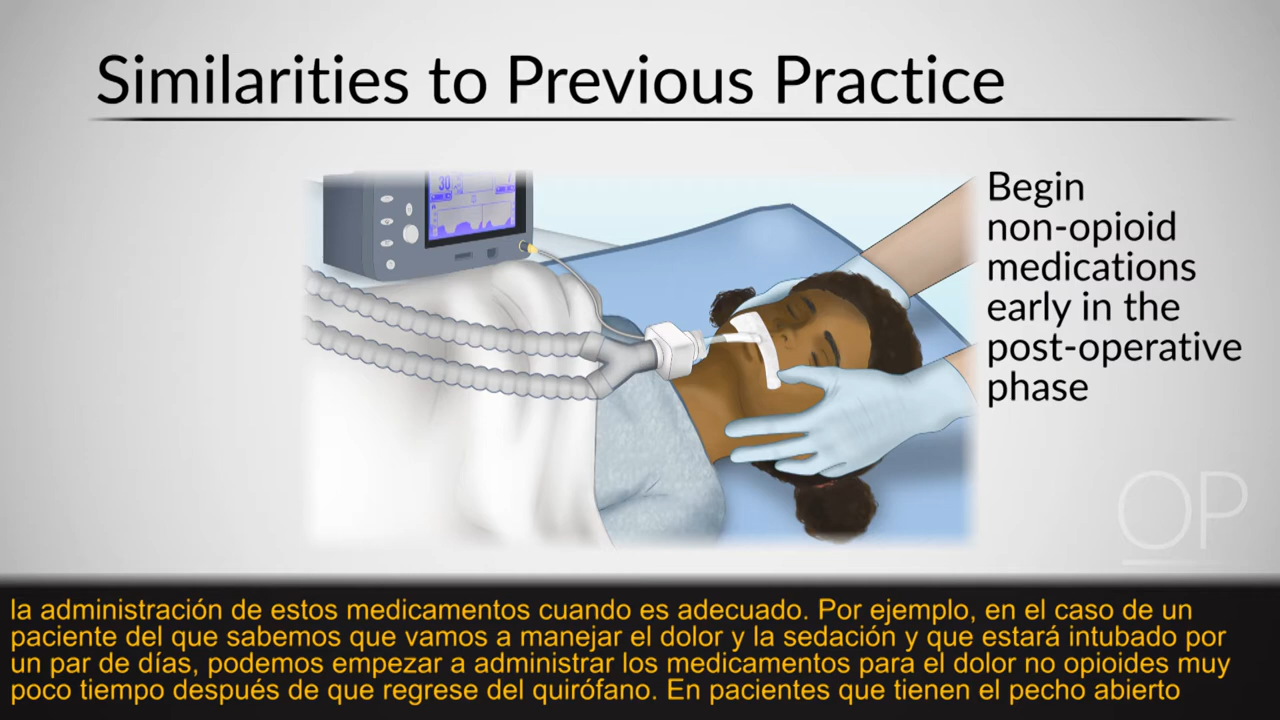 Similarities to Previous Practice
30
Begin
non-opioid
medications
early in the
post-operative
phase
OP
la administración de estos medicamentos cuando es adecuado. Por ejemplo, en el caso de un
paciente del que sabemos que vamos a manejar el dolor y la sedación y que estará intubado por
un par de días, podemos empezar a administrar los medicamentos para el dolor no opioides muy
poco tiempo después de que regrese del quirófano. En pacientes que tienen el pecho abierto